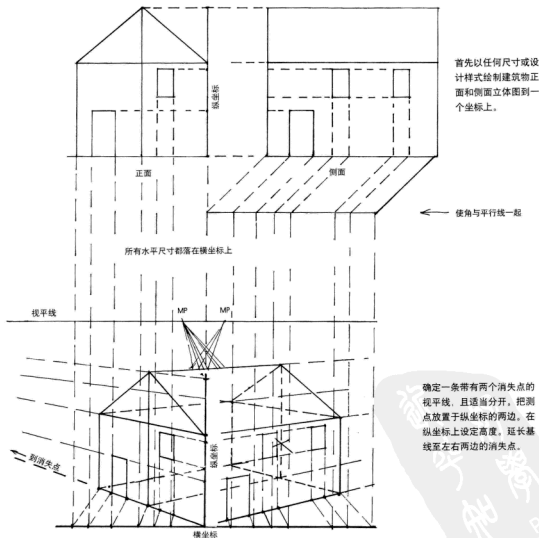 首先以任何尺寸或设
计样式绘制建筑物正
面和侧面立体图到一
个坐标上。
纵坐标
正面
侧面
使角与平行线一起
所有水平尺寸都落在横坐标上
视平线
MP
MP
确定一条带有两个消失点的
视平线，且适当分开。把测
点放置于纵坐标的两边。在
纵坐标上设定高度。延长基
线至左右两边的消失点。
纵坐标
到消失点
横坐标